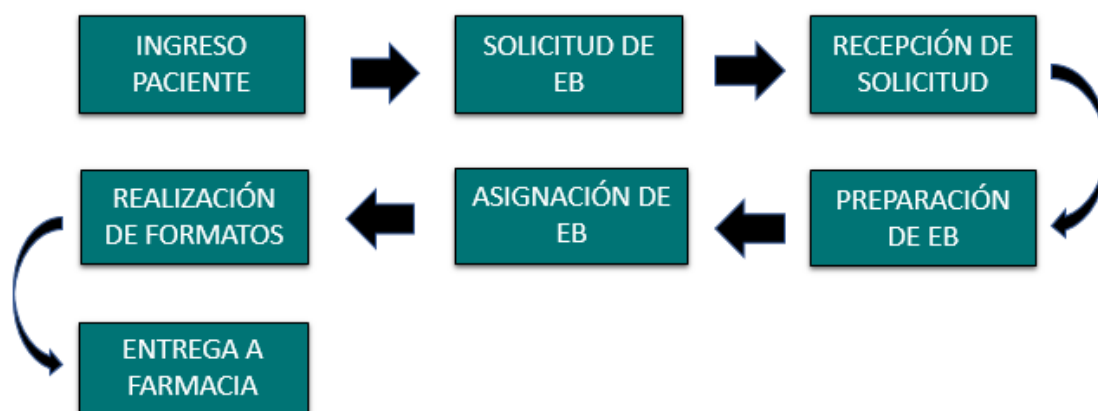 INGRESO
PACIENTE
SOLICITUD DE
EB
RECEPCIÓN DE
SOLICITUD
PREPARACIÓN
DE EB
ASIGNACIÓN DE
EB
REALIZACIÓN
DE FORMATOS
ENTREGA A
FARMACIA